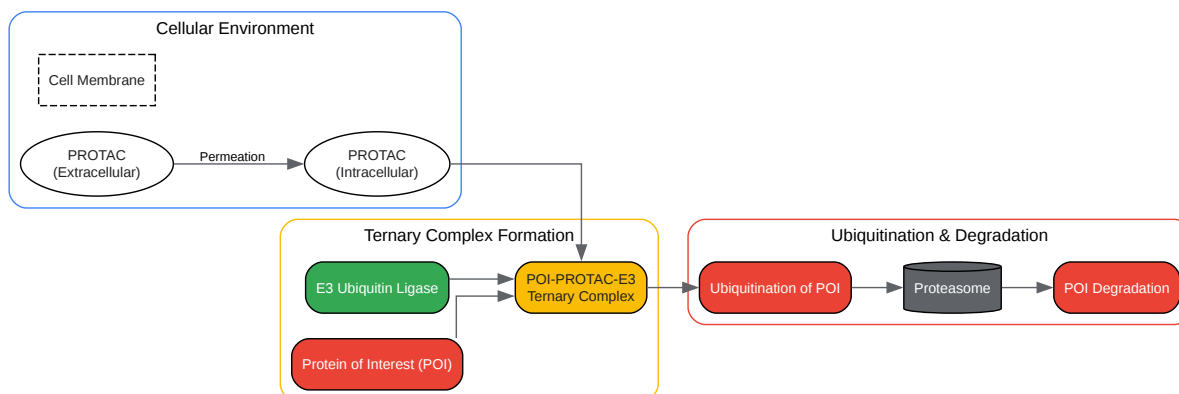 Cellular Environment
Cell Membrane
PROTAC
(Extracellular)
Permeation
PROTAC
(Intracellular)
Ternary Complex Formation
E3 Ubiquitin Ligase
POI-PROTAC-E3
Ternary Complex
Protein of Interest (POI)
Ubiquitination & Degradation
Ubiquitination of POI
Proteasome
POI Degradation